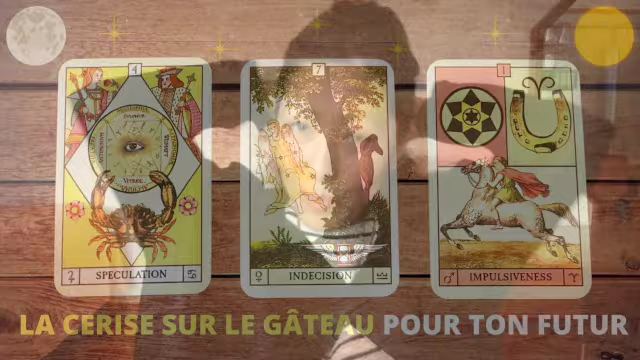 4
7
1
SPECULATION
INDECISION
IMPULSIVENESS
LA CERISE SUR LE GÂTEAU POUR TON FUTUR